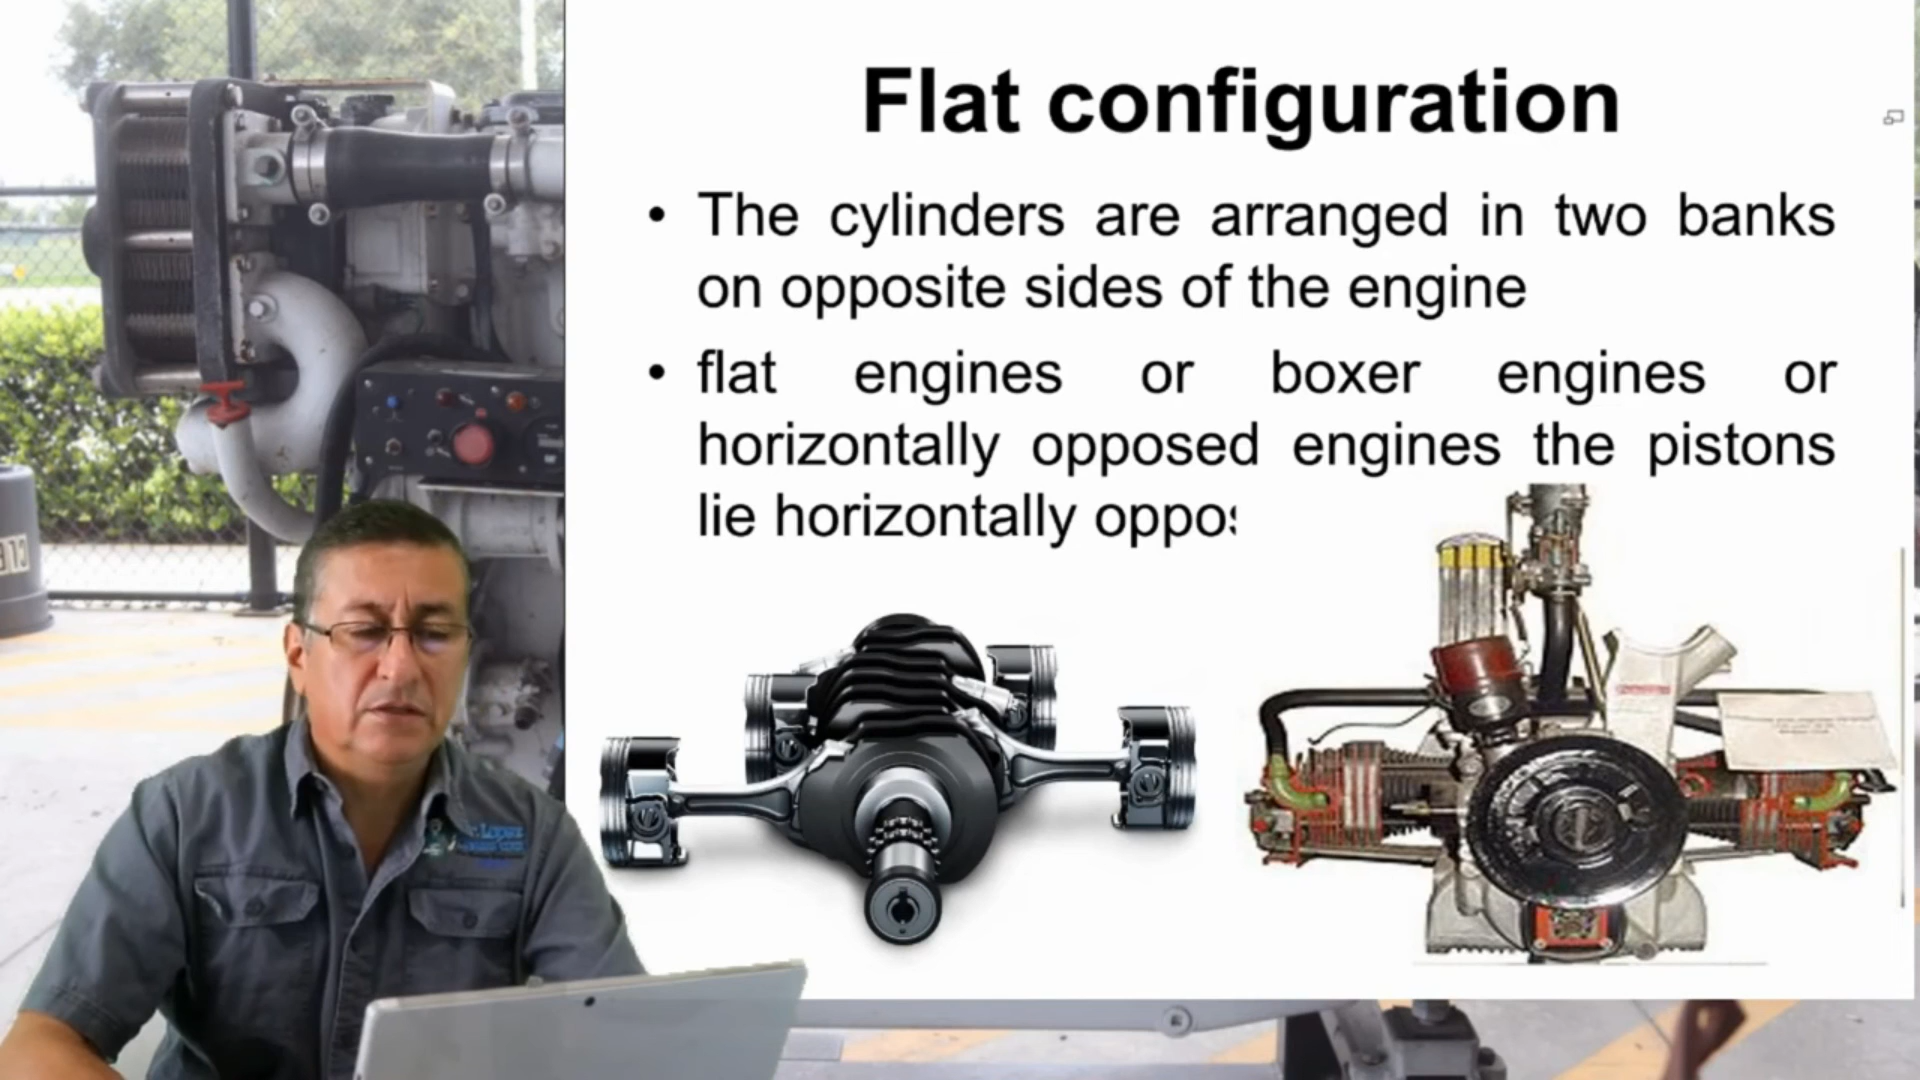 Flat configuration
• The cylinders are arranged in two banks
on opposite sides of the engine
• flat engines or boxer engines or
horizontally opposed engines the pistons
lie horizontally oppos